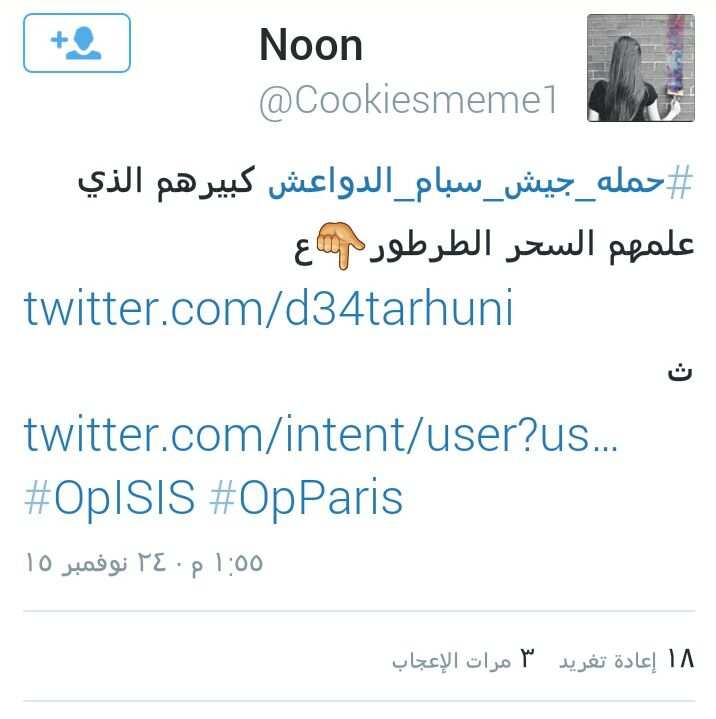 Noon
@Cookiesmeme1
#حمله_جيش_سبام_الدواعش كبيرهم الذي
علمهم السحر الطرطور👇ع
twitter.com/d34tarhuni
ث
twitter.com/intent/user?us…
#OpISIS #OpParis
١:٥٥ م · ٢٤ نوفمبر ١٥
١٨ إعادة تغريد ٣ مرات الإعجاب